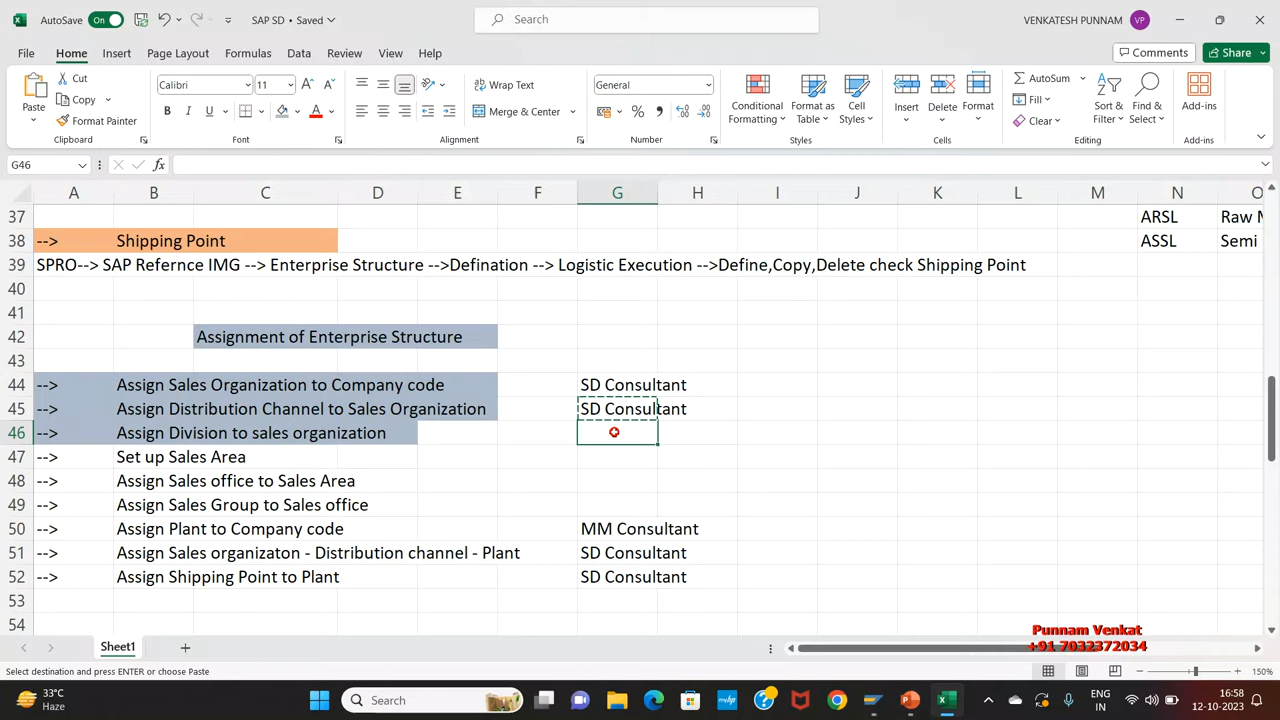 AutoSave On SAP SD • Saved Search VENKATESH PUNNAM VP
File Home Insert Page Layout Formulas Data Review View Help Comments Share
Paste Cut Copy Format Painter Clipboard
Calibri 11 B I U A Font
Wrap Text Merge & Center Alignment
General % , Number
Conditional Formatting Format as Table Cell Styles Styles
Insert Delete Format Cells
AutoSum Fill Clear Sort & Filter Find & Select Editing
Add-ins Add-ins
G46 fx
A B C D E F G H I J K L M N O
37 ARSL Raw M
38 --> Shipping Point ASSL Semi
39 SPRO--> SAP Refernce IMG --> Enterprise Structure -->Defination --> Logistic Execution -->Define,Copy,Delete check Shipping Point
40
41
42 Assignment of Enterprise Structure
43
44 --> Assign Sales Organization to Company code SD Consultant
45 --> Assign Distribution Channel to Sales Organization SD Consultant
46 --> Assign Division to sales organization
47 --> Set up Sales Area
48 --> Assign Sales office to Sales Area
49 --> Assign Sales Group to Sales office
50 --> Assign Plant to Company code MM Consultant
51 --> Assign Sales organizaton - Distribution channel - Plant SD Consultant
52 --> Assign Shipping Point to Plant SD Consultant
53
54
Punnam Venkat
+91 7032372034
Sheet1
Select destination and press ENTER or choose Paste 150%
33°C Haze Search ENG IN 16:58 12-10-2023